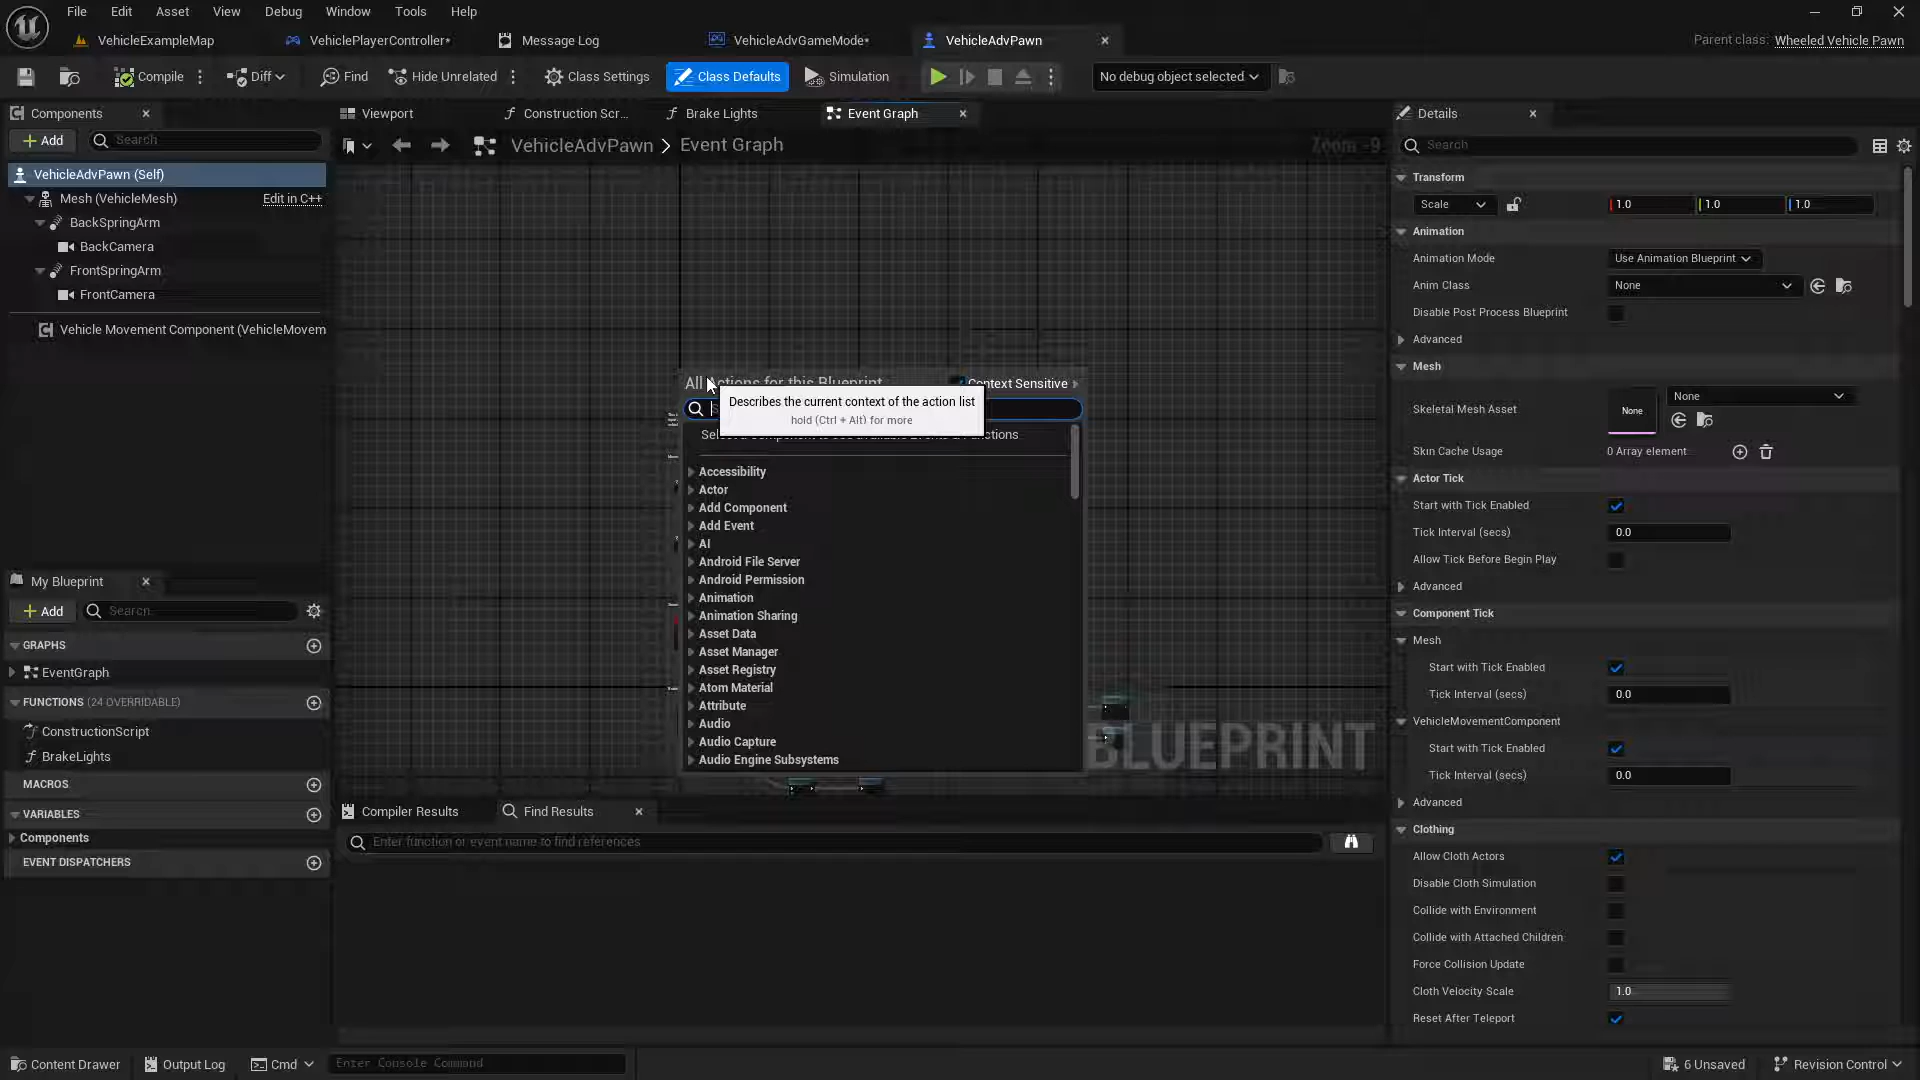 File Edit Asset View Debug Window Tools Help
VehicleExampleMap
VehiclePlayerController*
Message Log
VehicleAdvGameMode*
VehicleAdvPawn
Parent class: Wheeled Vehicle Pawn
Compile
Diff
Find
Hide Unrelated
Class Settings
Class Defaults
Simulation
No debug object selected
Components
Add
Search
VehicleAdvPawn (Self)
Mesh (VehicleMesh) Edit in C++
BackSpringArm
BackCamera
FrontSpringArm
FrontCamera
Vehicle Movement Component (VehicleMovem
My Blueprint
Add
Search
GRAPHS
EventGraph
FUNCTIONS (24 OVERRIDABLE)
ConstructionScript
BrakeLights
MACROS
VARIABLES
Components
EVENT DISPATCHERS
Viewport
Construction Scr...
Brake Lights
Event Graph
VehicleAdvPawn > Event Graph
Zoom -9
All Actions for this Blueprint
Context Sensitive
Describes the current context of the action list
hold (Ctrl + Alt) for more
Accessibility
Actor
Add Component
Add Event
AI
Android File Server
Android Permission
Animation
Animation Sharing
Asset Data
Asset Manager
Asset Registry
Atom Material
Attribute
Audio
Audio Capture
Audio Engine Subsystems
BLUEPRINT
Compiler Results
Find Results
Enter function or event name to find references
Details
Search
Transform
Scale 1.0 1.0 1.0
Animation
Animation Mode Use Animation Blueprint
Anim Class None
Disable Post Process Blueprint
Advanced
Mesh
Skeletal Mesh Asset None None
Skin Cache Usage 0 Array element
Actor Tick
Start with Tick Enabled
Tick Interval (secs) 0.0
Allow Tick Before Begin Play
Advanced
Component Tick
Mesh
Start with Tick Enabled
Tick Interval (secs) 0.0
VehicleMovementComponent
Start with Tick Enabled
Tick Interval (secs) 0.0
Advanced
Clothing
Allow Cloth Actors
Disable Cloth Simulation
Collide with Environment
Collide with Attached Children
Force Collision Update
Cloth Velocity Scale 1.0
Reset After Teleport
Content Drawer
Output Log
Cmd
Enter Console Command
6 Unsaved
Revision Control